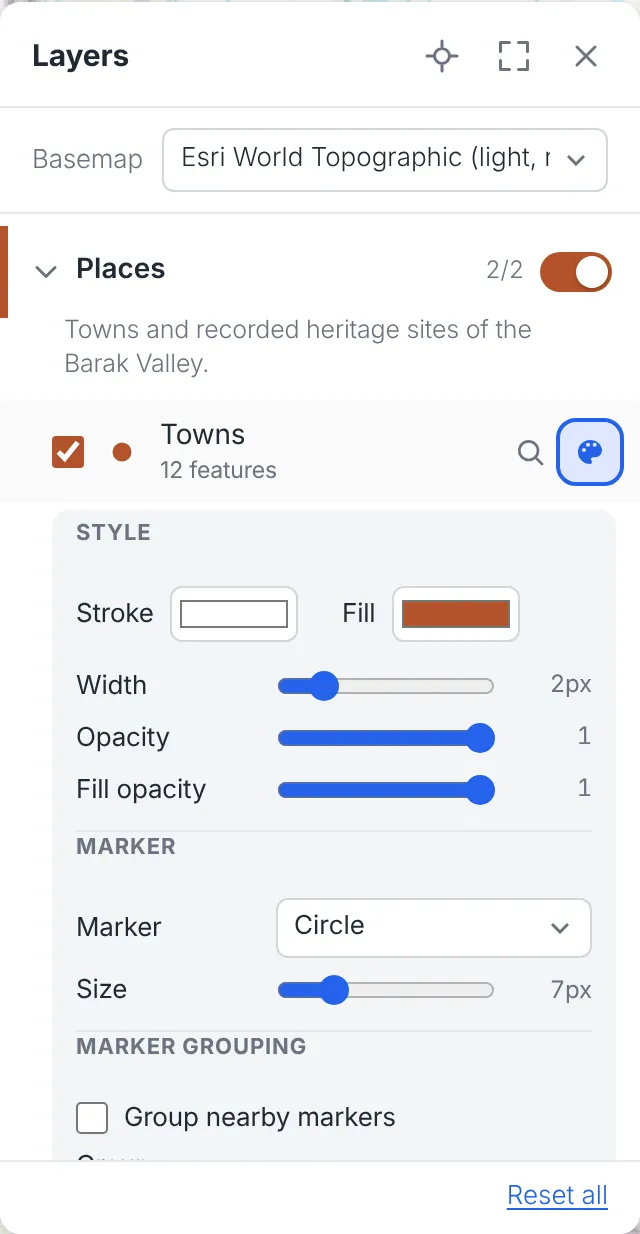 Layers
Basemap
Esri World Topographic (light,
Places
2/2
Towns and recorded heritage sites of the
Barak Valley.
Towns
12 features
STYLE
Stroke
Fill
Width
2px
Opacity
1
Fill opacity
1
MARKER
Marker
Circle
Size
7px
MARKER GROUPING
Group nearby markers
Reset all